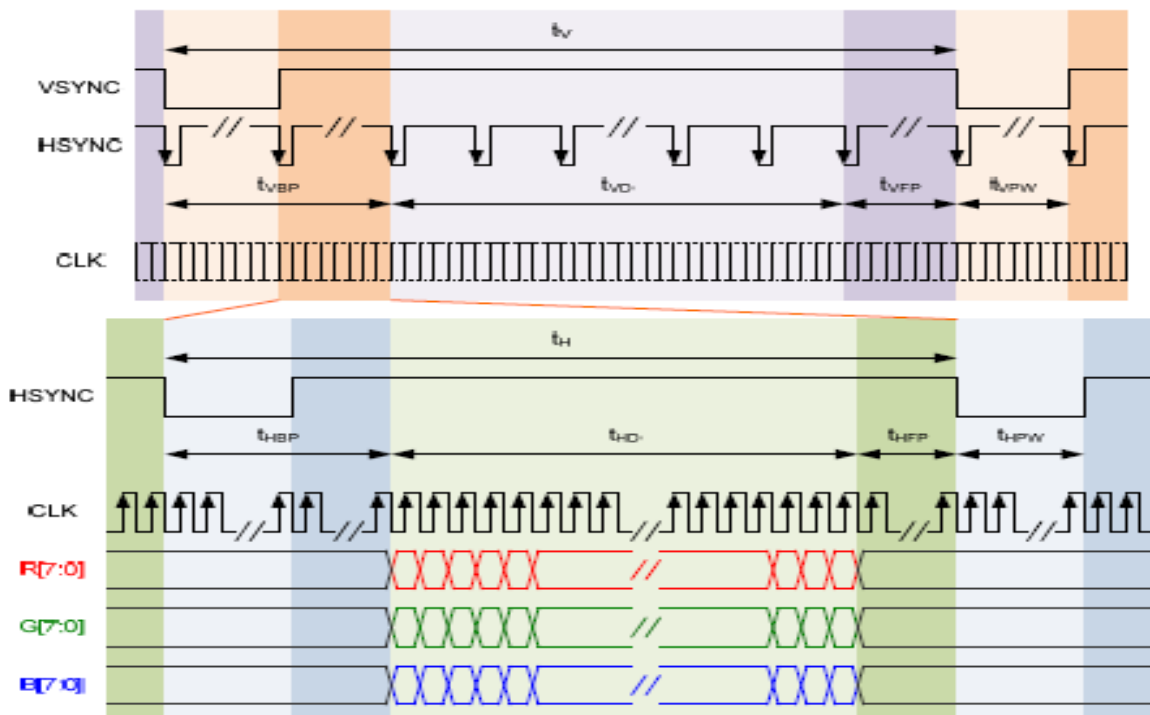 tV
VSYNC
HSYNC
tVBP
tVD
tVFP
tVPW
CLK
tH
HSYNC
tHBP
tHD
tHFP
tHPW
CLK
R[7:0]
G[7:0]
B[7:0]